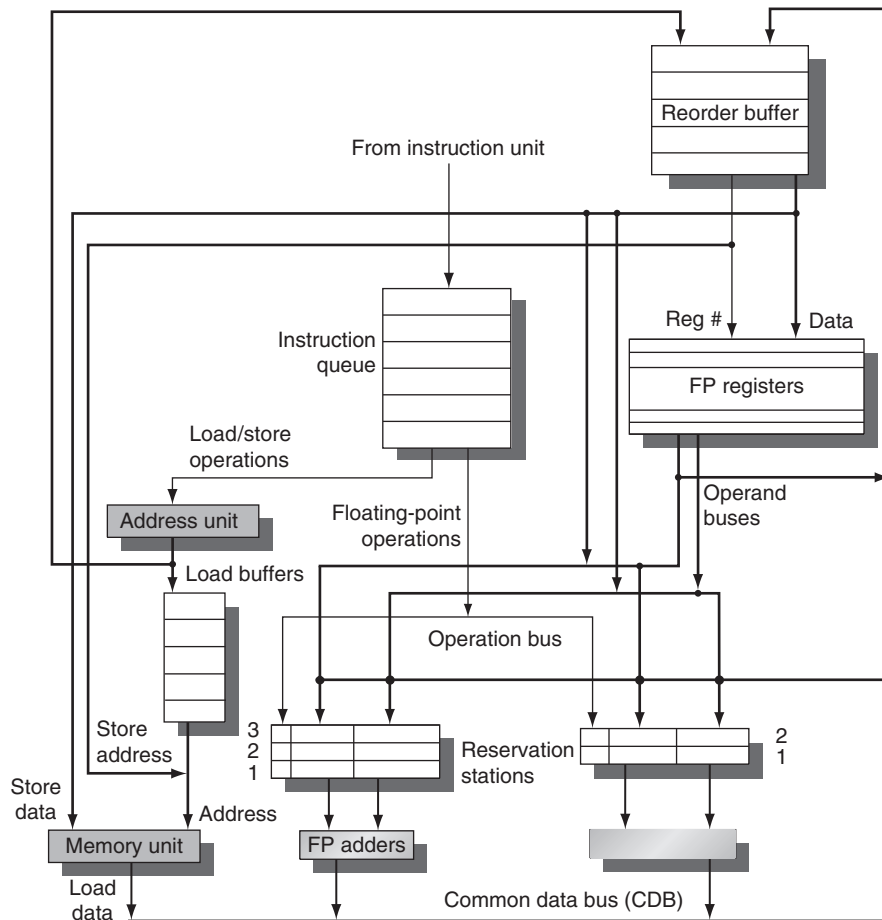 Reorder buffer
From instruction unit
Reg #
Data
Instruction
queue
FP registers
Load/store
operations
Operand
buses
Address unit
Floating-point
operations
Load buffers
Operation bus
Store
address
3
2
1
Reservation
stations
2
1
Store
data
Address
Memory unit
FP adders
Load
data
Common data bus (CDB)